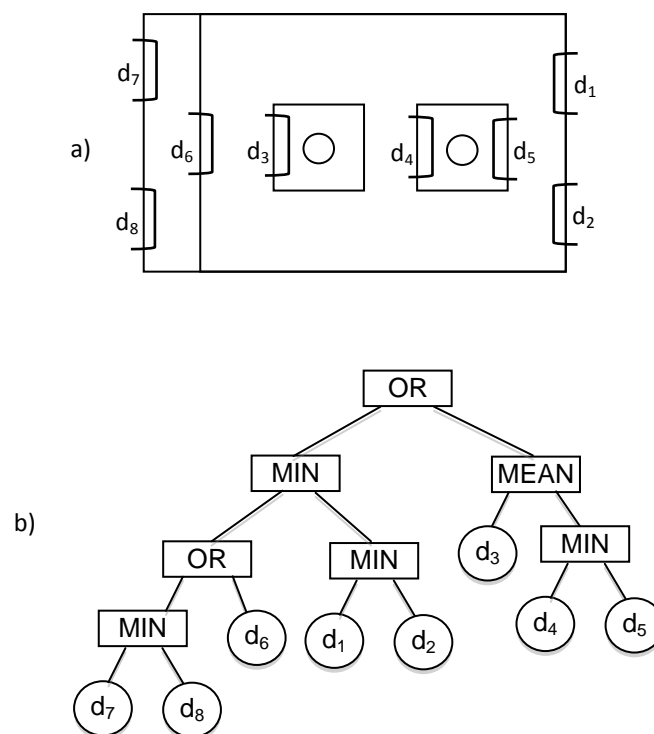 d₇
d₁
a)
d₆
d₃
d₄
d₅
d₈
d₂
OR
MIN
MEAN
b)
OR
MIN
d₃
MIN
MIN
d₆
d₁
d₂
d₄
d₅
d₇
d₈